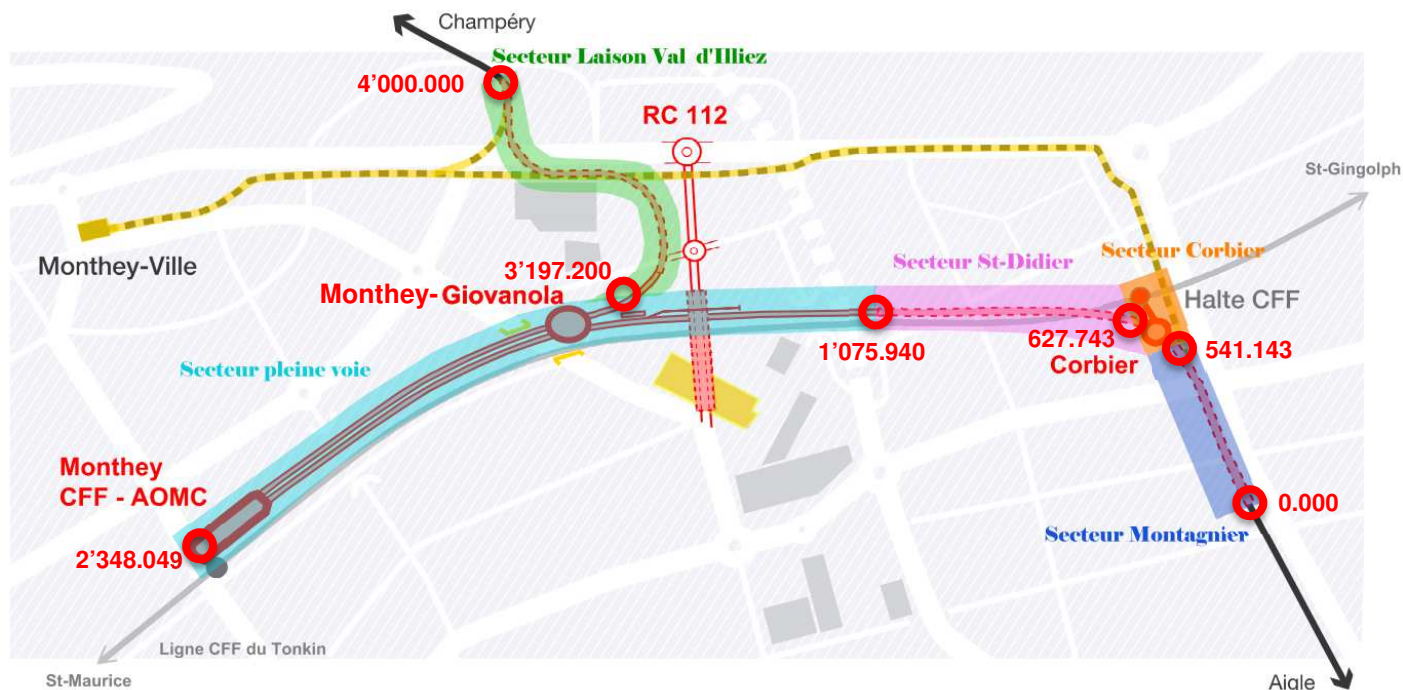 Champéry
Secteur Laison Val d'Illiez
4’000.000
RC 112
St-Gingolph
Monthey-Ville
Secteur St-Didier
Secteur Corbier
3’197.200
Monthey-Giovanola
Halte CFF
627.743
1’075.940
541.143
Corbier
Secteur pleine voie
Monthey
CFF - AOMC
0.000
Secteur Montagnier
2’348.049
Ligne CFF du Tonkin
St-Maurice
Aigle